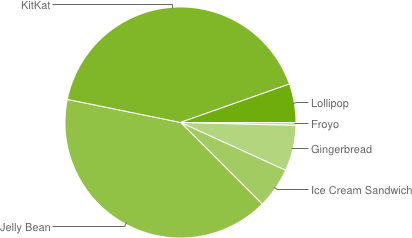 KitKat
Lollipop
Froyo
Gingerbread
Ice Cream Sandwich
Jelly Bean